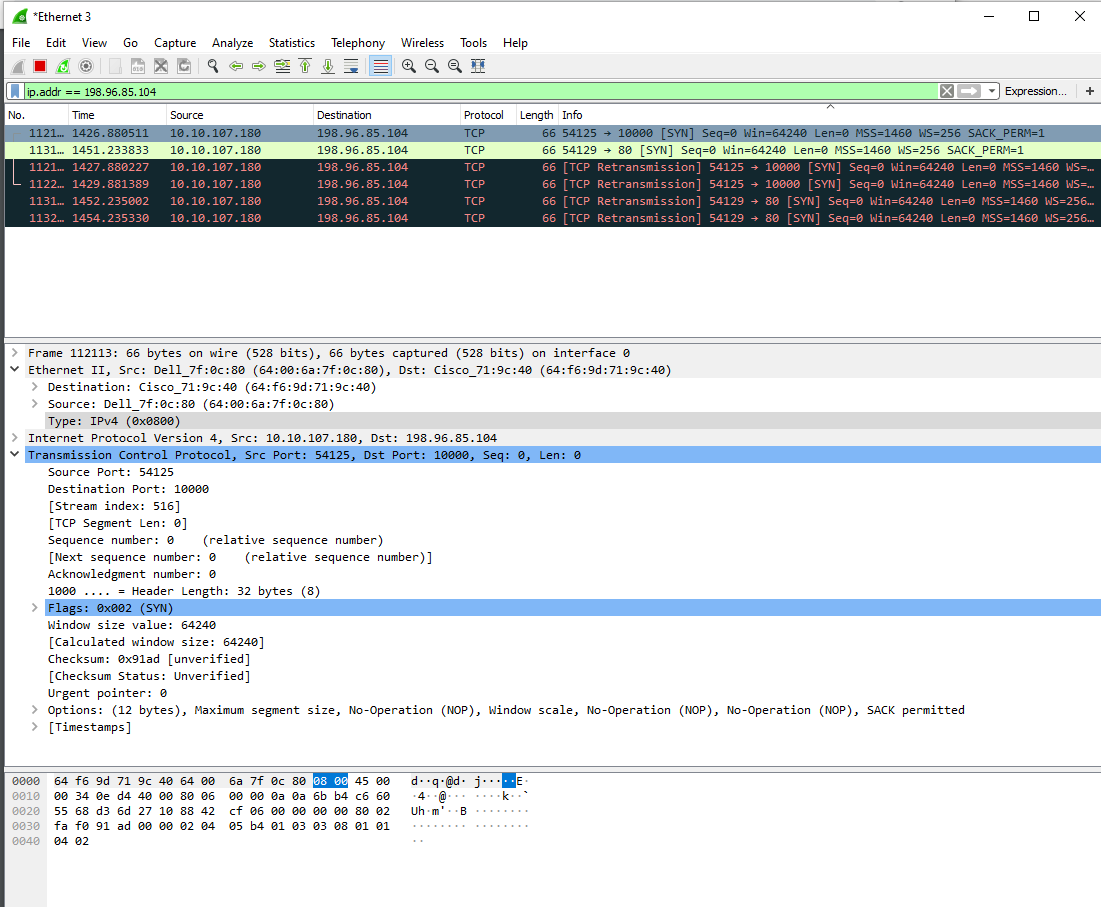 *Ethernet 3
File Edit View Go Capture Analyze Statistics Telephony Wireless Tools Help
ip.addr == 198.96.85.104 Expression... +
No. Time Source Destination Protocol Length Info
1121… 1426.880511 10.10.107.180 198.96.85.104 TCP 66 54125 → 10000 [SYN] Seq=0 Win=64240 Len=0 MSS=1460 WS=256 SACK_PERM=1
1131… 1451.233833 10.10.107.180 198.96.85.104 TCP 66 54129 → 80 [SYN] Seq=0 Win=64240 Len=0 MSS=1460 WS=256 SACK_PERM=1
1121… 1427.880227 10.10.107.180 198.96.85.104 TCP 66 [TCP Retransmission] 54125 → 10000 [SYN] Seq=0 Win=64240 Len=0 MSS=1460 WS=…
1122… 1429.881389 10.10.107.180 198.96.85.104 TCP 66 [TCP Retransmission] 54125 → 10000 [SYN] Seq=0 Win=64240 Len=0 MSS=1460 WS=…
1131… 1452.235002 10.10.107.180 198.96.85.104 TCP 66 [TCP Retransmission] 54129 → 80 [SYN] Seq=0 Win=64240 Len=0 MSS=1460 WS=256…
1132… 1454.235330 10.10.107.180 198.96.85.104 TCP 66 [TCP Retransmission] 54129 → 80 [SYN] Seq=0 Win=64240 Len=0 MSS=1460 WS=256…
Frame 112113: 66 bytes on wire (528 bits), 66 bytes captured (528 bits) on interface 0
Ethernet II, Src: Dell_7f:0c:80 (64:00:6a:7f:0c:80), Dst: Cisco_71:9c:40 (64:f6:9d:71:9c:40)
Destination: Cisco_71:9c:40 (64:f6:9d:71:9c:40)
Source: Dell_7f:0c:80 (64:00:6a:7f:0c:80)
Type: IPv4 (0x0800)
Internet Protocol Version 4, Src: 10.10.107.180, Dst: 198.96.85.104
Transmission Control Protocol, Src Port: 54125, Dst Port: 10000, Seq: 0, Len: 0
Source Port: 54125
Destination Port: 10000
[Stream index: 516]
[TCP Segment Len: 0]
Sequence number: 0 (relative sequence number)
[Next sequence number: 0 (relative sequence number)]
Acknowledgment number: 0
1000 .... = Header Length: 32 bytes (8)
Flags: 0x002 (SYN)
Window size value: 64240
[Calculated window size: 64240]
Checksum: 0x91ad [unverified]
[Checksum Status: Unverified]
Urgent pointer: 0
Options: (12 bytes), Maximum segment size, No-Operation (NOP), Window scale, No-Operation (NOP), No-Operation (NOP), SACK permitted
[Timestamps]
0000 64 f6 9d 71 9c 40 64 00 6a 7f 0c 80 08 00 45 00 d··q·@d· j·····E·
0010 00 34 0e d4 40 00 80 06 00 00 0a 0a 6b b4 c6 60 ·4··@··· ····k··`
0020 55 68 d3 6d 27 10 88 42 cf 06 00 00 00 00 80 02 Uh·m'··B ········
0030 fa f0 91 ad 00 00 02 04 05 b4 01 03 03 08 01 01 ········ ········
0040 04 02 ··